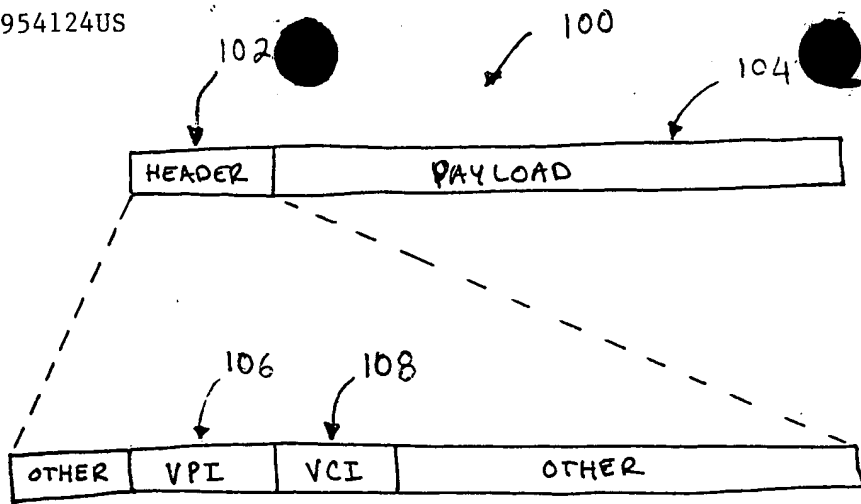 954124US
102 100 104
HEADER PAYLOAD
106 108
OTHER VPI VCI OTHER